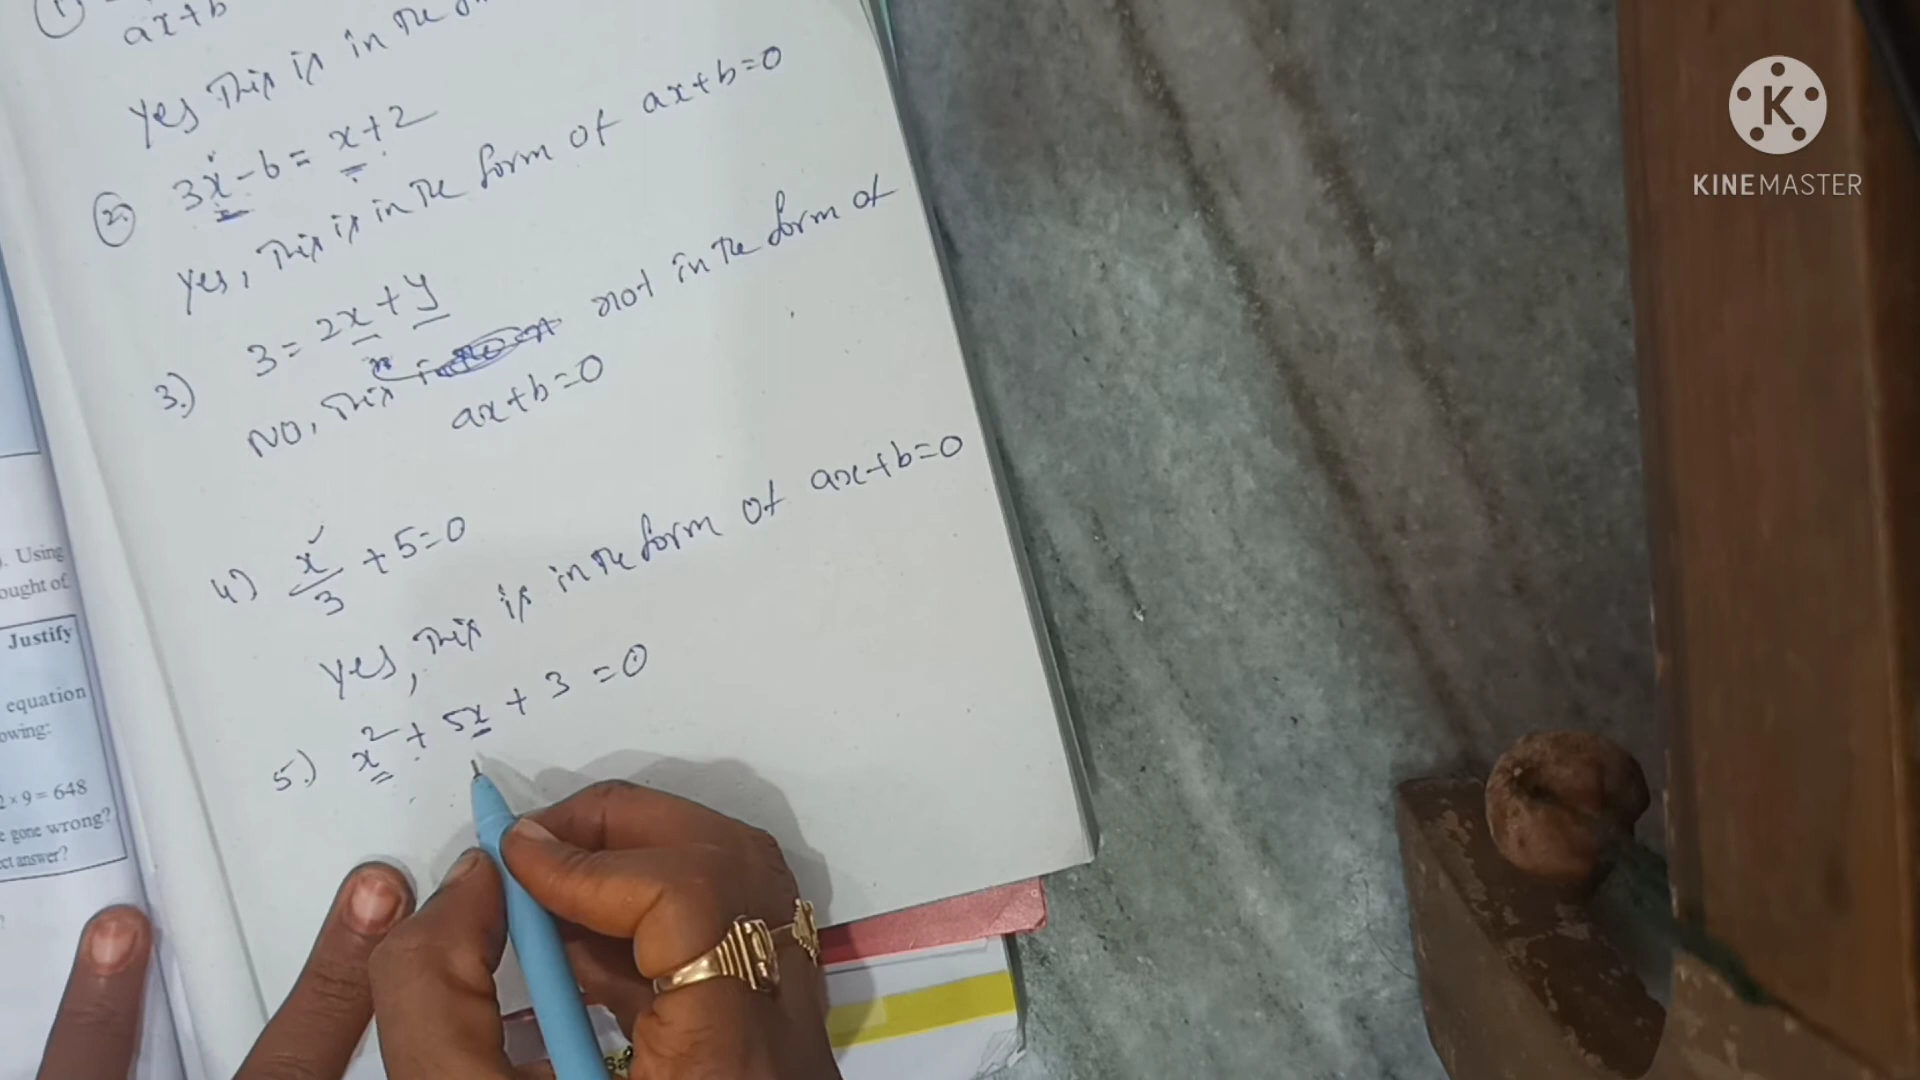 1)
ax+b
Yes This is in the
2) 3x-b = x+2
Yes, This is in the form of ax+b=0
3.) 3 = 2x+y
NO, This not in the form of
ax+b=0
4) x/3 + 5=0
Yes, This is in the form of ax+b=0
5.) x² + 5x + 3 =0
. Using
ought of
Justify
equation
owing:
2 × 9 = 648
e gone wrong?
ct answer?
K
KINEMASTER